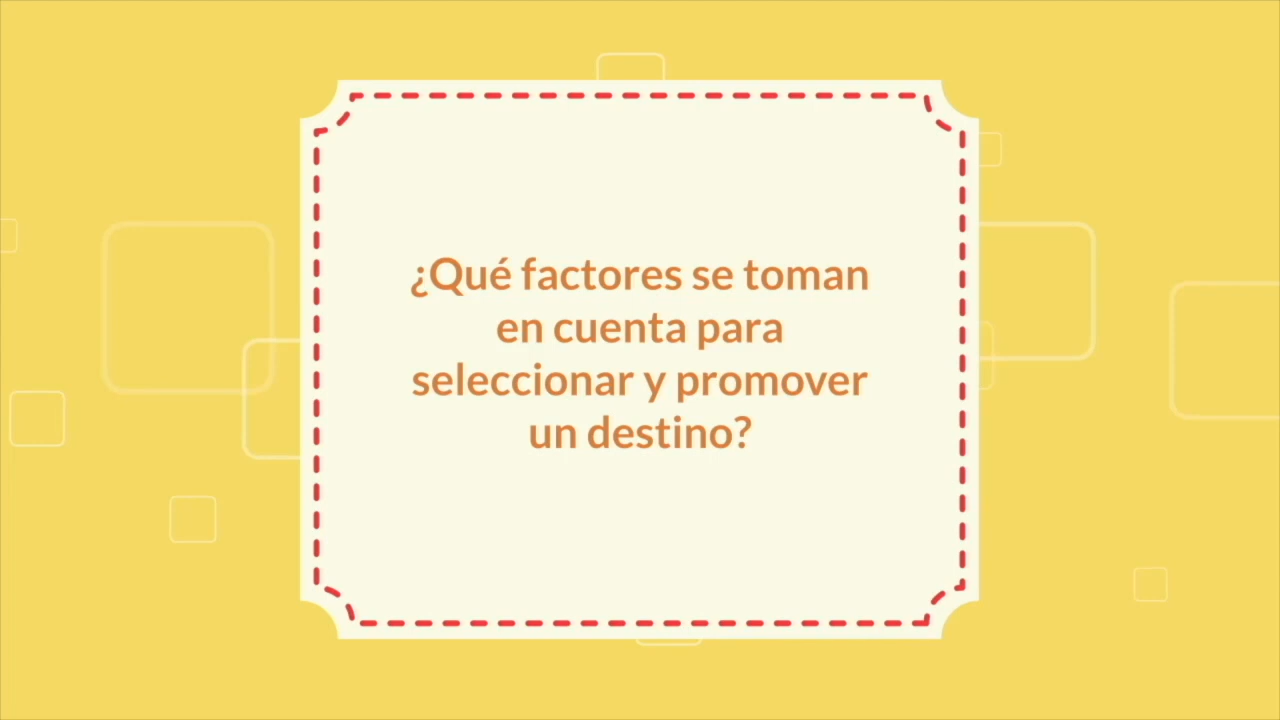 ¿Qué factores se toman
en cuenta para
seleccionar y promover
un destino?